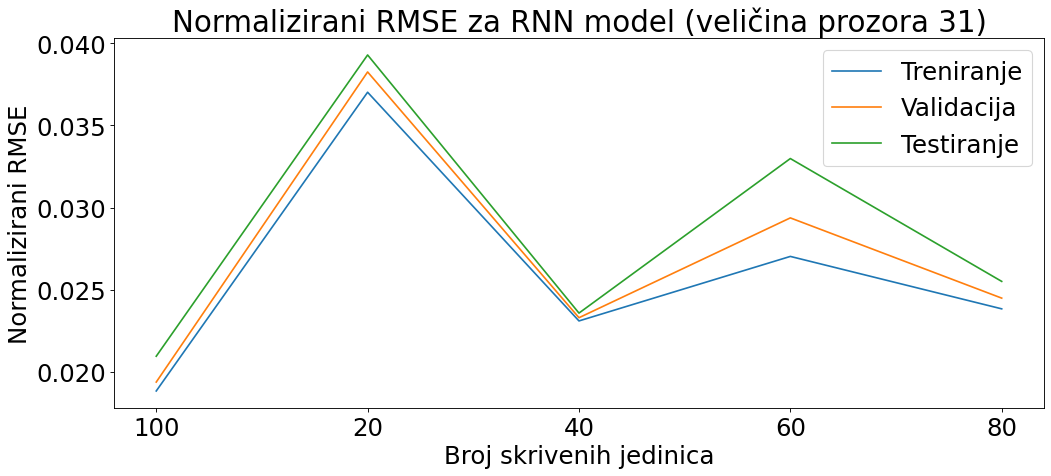 Normalizirani RMSE za RNN model (veličina prozora 31)
Normalizirani RMSE
0.040
0.035
0.030
0.025
0.020
Treniranje
Validacija
Testiranje
100 20 40 60 80
Broj skrivenih jedinica